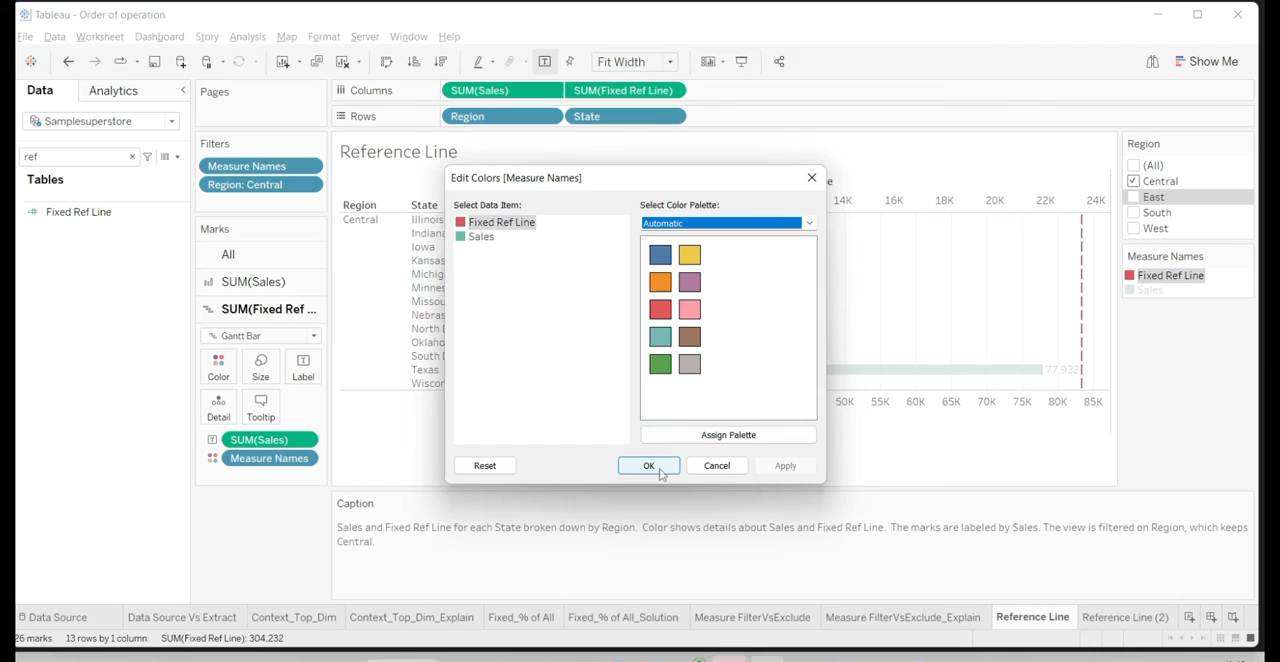 Tableau - Order of operation
File Data Worksheet Dashboard Story Analysis Map Format Server Window Help
Fit Width
Show Me
Data Analytics
Samplesuperstore
ref
Tables
Fixed Ref Line
Pages
Filters
Measure Names
Region: Central
Marks
All
SUM(Sales)
SUM(Fixed Ref ...
Gantt Bar
Color Size Label
Detail Tooltip
SUM(Sales)
Measure Names
Columns SUM(Sales) SUM(Fixed Ref Line)
Rows Region State
Reference Line
Region State
Central Illinois
Indiana
Iowa
Kansas
Michig
Minnes
Missou
Nebras
North D
Oklaho
South D
Texas
Wiscon
14K 16K 18K 20K 22K 24K
77,932
50K 55K 60K 65K 70K 75K 80K 85K
Edit Colors [Measure Names]
Select Data Item:
Fixed Ref Line
Sales
Select Color Palette:
Automatic
Assign Palette
Reset OK Cancel Apply
Region
(All)
Central
East
South
West
Measure Names
Fixed Ref Line
Sales
Caption
Sales and Fixed Ref Line for each State broken down by Region. Color shows details about Sales and Fixed Ref Line. The marks are labeled by Sales. The view is filtered on Region, which keeps
Central.
Data Source Data Source Vs Extract Context_Top_Dim Context_Top_Dim_Explain Fixed_% of All Fixed_% of All_Solution Measure FilterVsExclude Measure FilterVsExclude_Explain Reference Line Reference Line (2)
26 marks 13 rows by 1 column SUM(Fixed Ref Line): 304,232